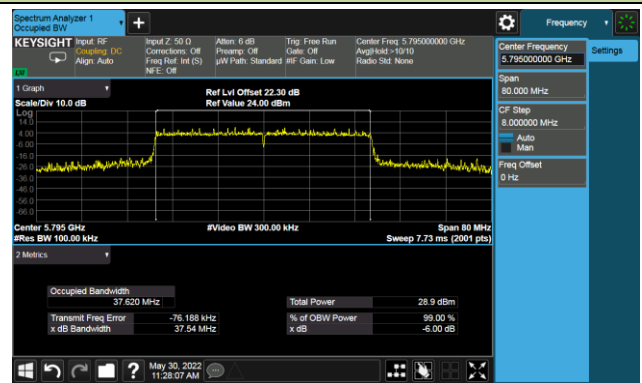 Spectrum Analyzer 1
Occupied BW
Frequency
KEYSIGHT
Input: RF
Coupling: DC
Align: Auto
Input Z: 50 Ω
Corrections: Off
Freq Ref: Int (S)
NFE: Off
Atten: 6 dB
Preamp: Off
µW Path: Standard
Trig: Free Run
Gate: Off
#IF Gain: Low
Center Freq: 5.795000000 GHz
Avg|Hold:>10/10
Radio Std: None
Center Frequency
5.795000000 GHz
Settings
Span
80.000 MHz
CF Step
8.000000 MHz
Auto
Man
Freq Offset
0 Hz
1 Graph
Scale/Div 10.0 dB
Ref Lvl Offset 22.30 dB
Ref Value 24.00 dBm
Log
14.0
4.00
-6.00
-16.0
-26.0
-36.0
-46.0
-56.0
-66.0
Center 5.795 GHz
#Res BW 100.00 kHz
#Video BW 300.00 kHz
Span 80 MHz
Sweep 7.73 ms (2001 pts)
2 Metrics
Occupied Bandwidth
37.620 MHz
Total Power 28.9 dBm
Transmit Freq Error -76.188 kHz
% of OBW Power 99.00 %
x dB Bandwidth 37.54 MHz
x dB -6.00 dB
May 30, 2022
11:28:07 AM